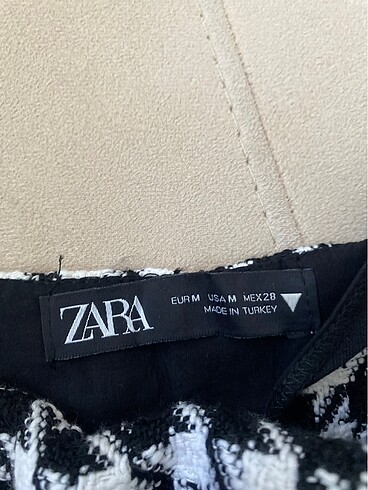 ZARA
EUR M USA M MEX 28
MADE IN TURKEY